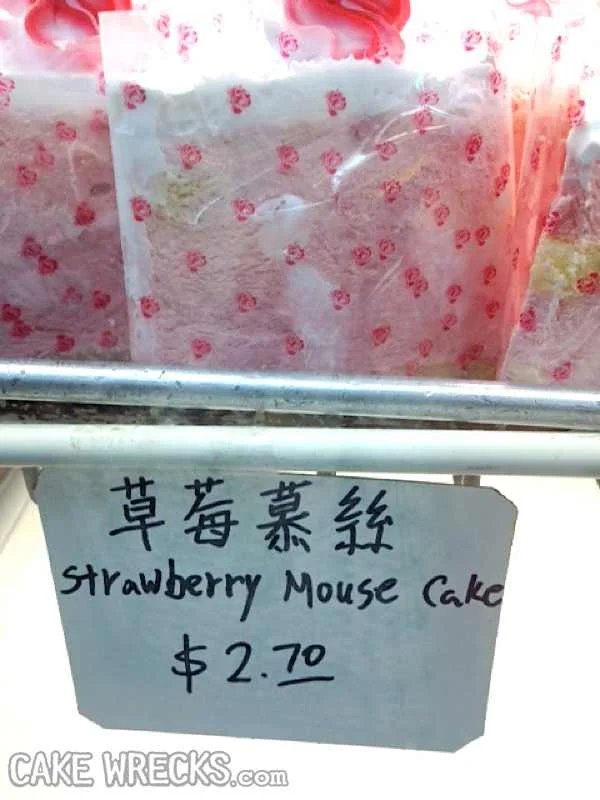 草莓慕絲
Strawberry Mouse Cake
$2.70
CAKE WRECKS.com